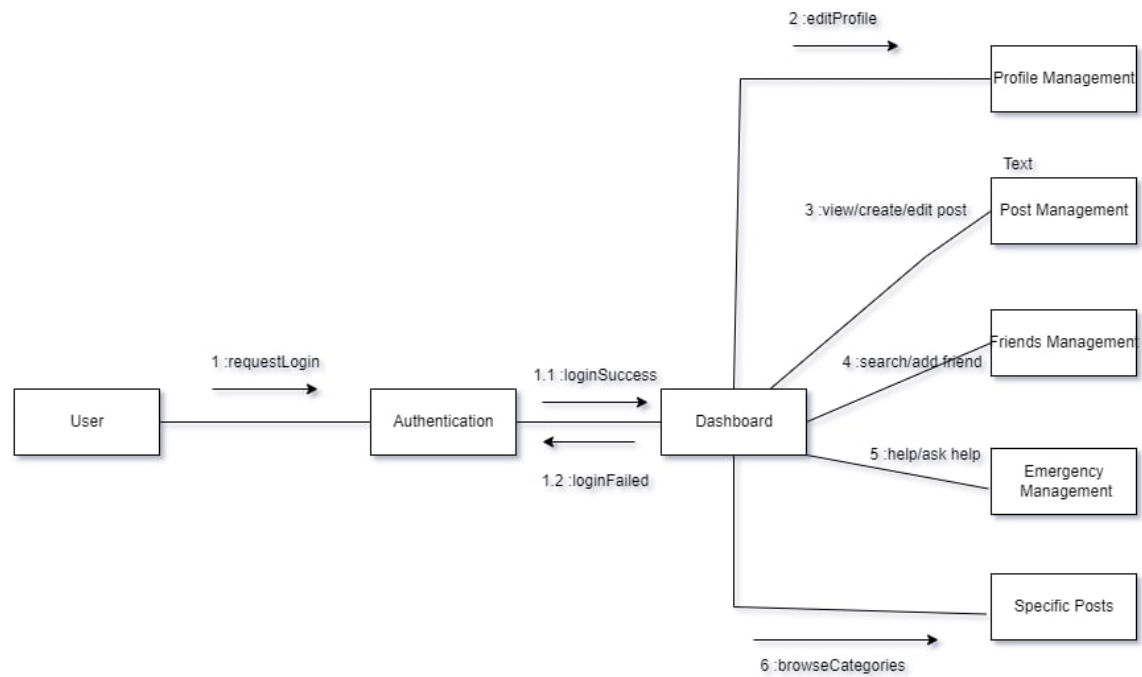 2 :editProfile
Profile Management
Text
3 :view/create/edit post
Post Management
Friends Management
4 :search/add friend
1 :requestLogin
1.1 :loginSuccess
User
Authentication
Dashboard
1.2 :loginFailed
5 :help/ask help
Emergency
Management
Specific Posts
6 :browseCategories